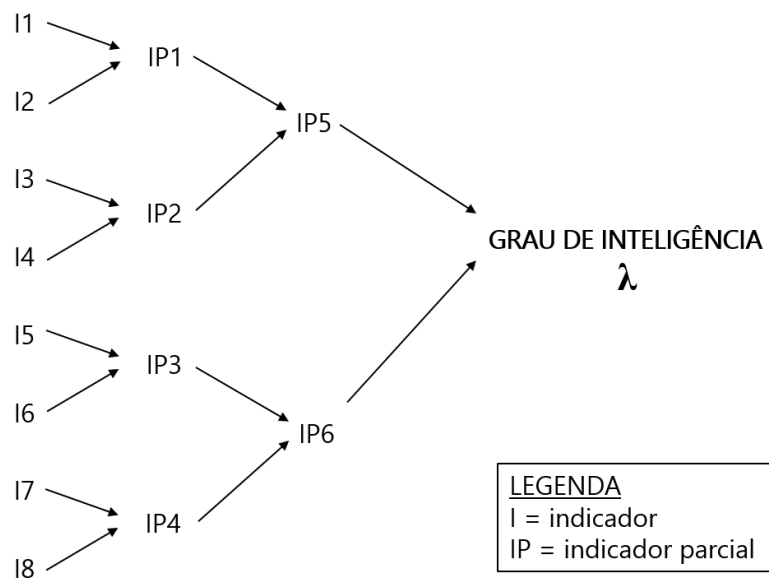 I1
I2
I3
I4
I5
I6
I7
I8
IP1
IP2
IP3
IP4
IP5
IP6
GRAU DE INTELIGÊNCIA
λ
LEGENDA
I = indicador
IP = indicador parcial